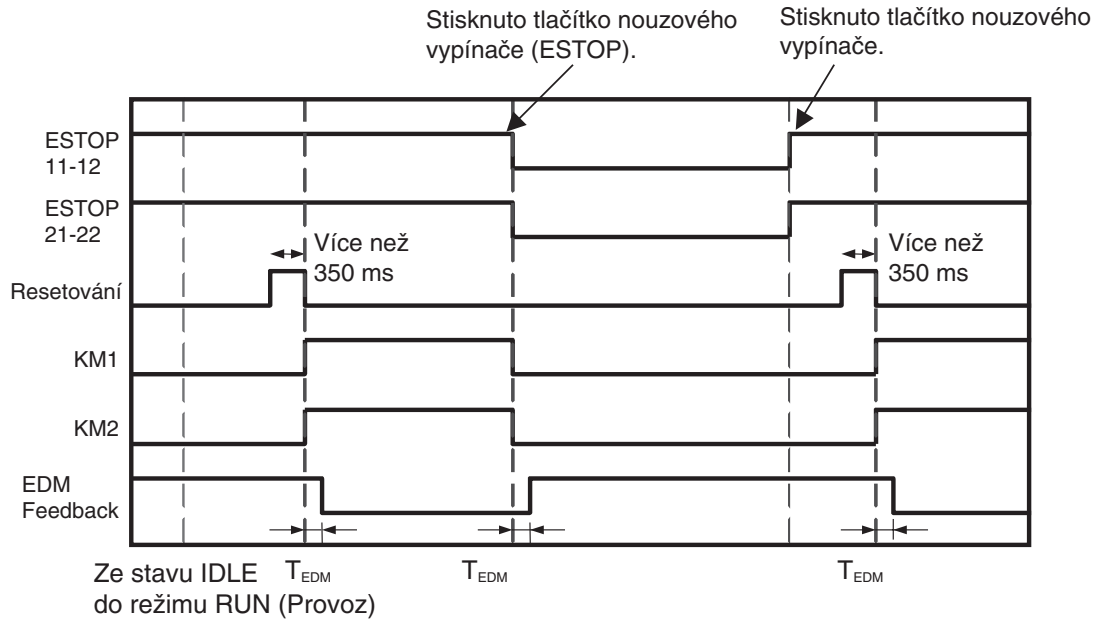 Stisknuto tlačítko nouzového
vypínače (ESTOP).
Stisknuto tlačítko nouzového
vypínače.
ESTOP
11-12
ESTOP
21-22
Více než
350 ms
Více než
350 ms
Resetování
KM1
KM2
EDM
Feedback
Ze stavu IDLE
do režimu RUN (Provoz)
TEDM
TEDM
TEDM